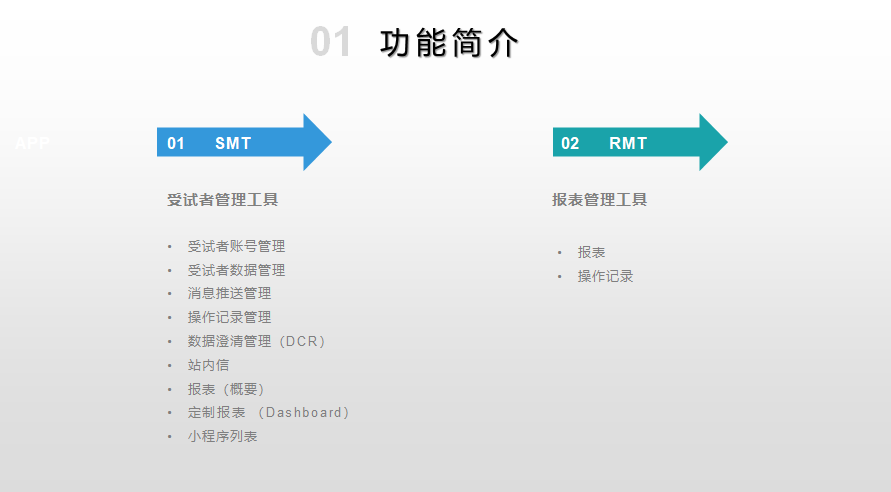 01 功能简介
APP
01 SMT
受试者管理工具
• 受试者账号管理
• 受试者数据管理
• 消息推送管理
• 操作记录管理
• 数据澄清管理（DCR）
• 站内信
• 报表（概要）
• 定制报表 （Dashboard）
• 小程序列表
02 RMT
报表管理工具
• 报表
• 操作记录